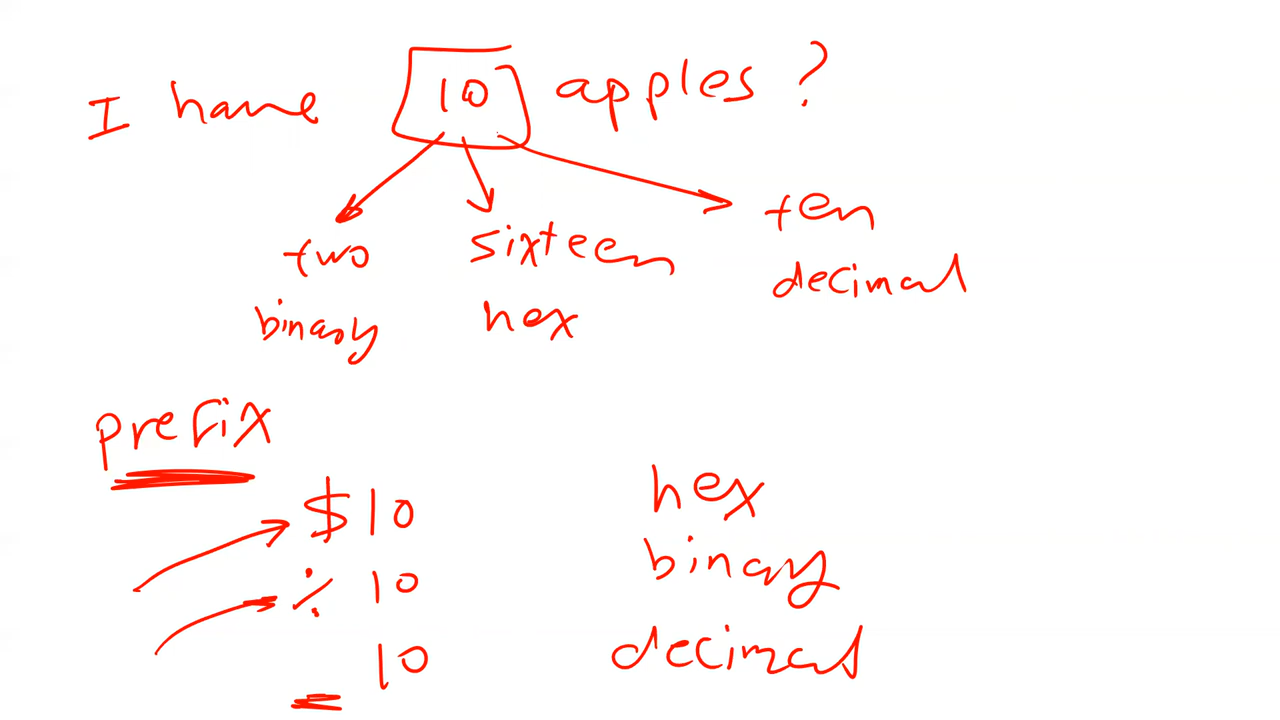 I have 10 apples ?
two sixteen ten
binary hex decimal
prefix
$10 hex
% 10 binary
10 decimal